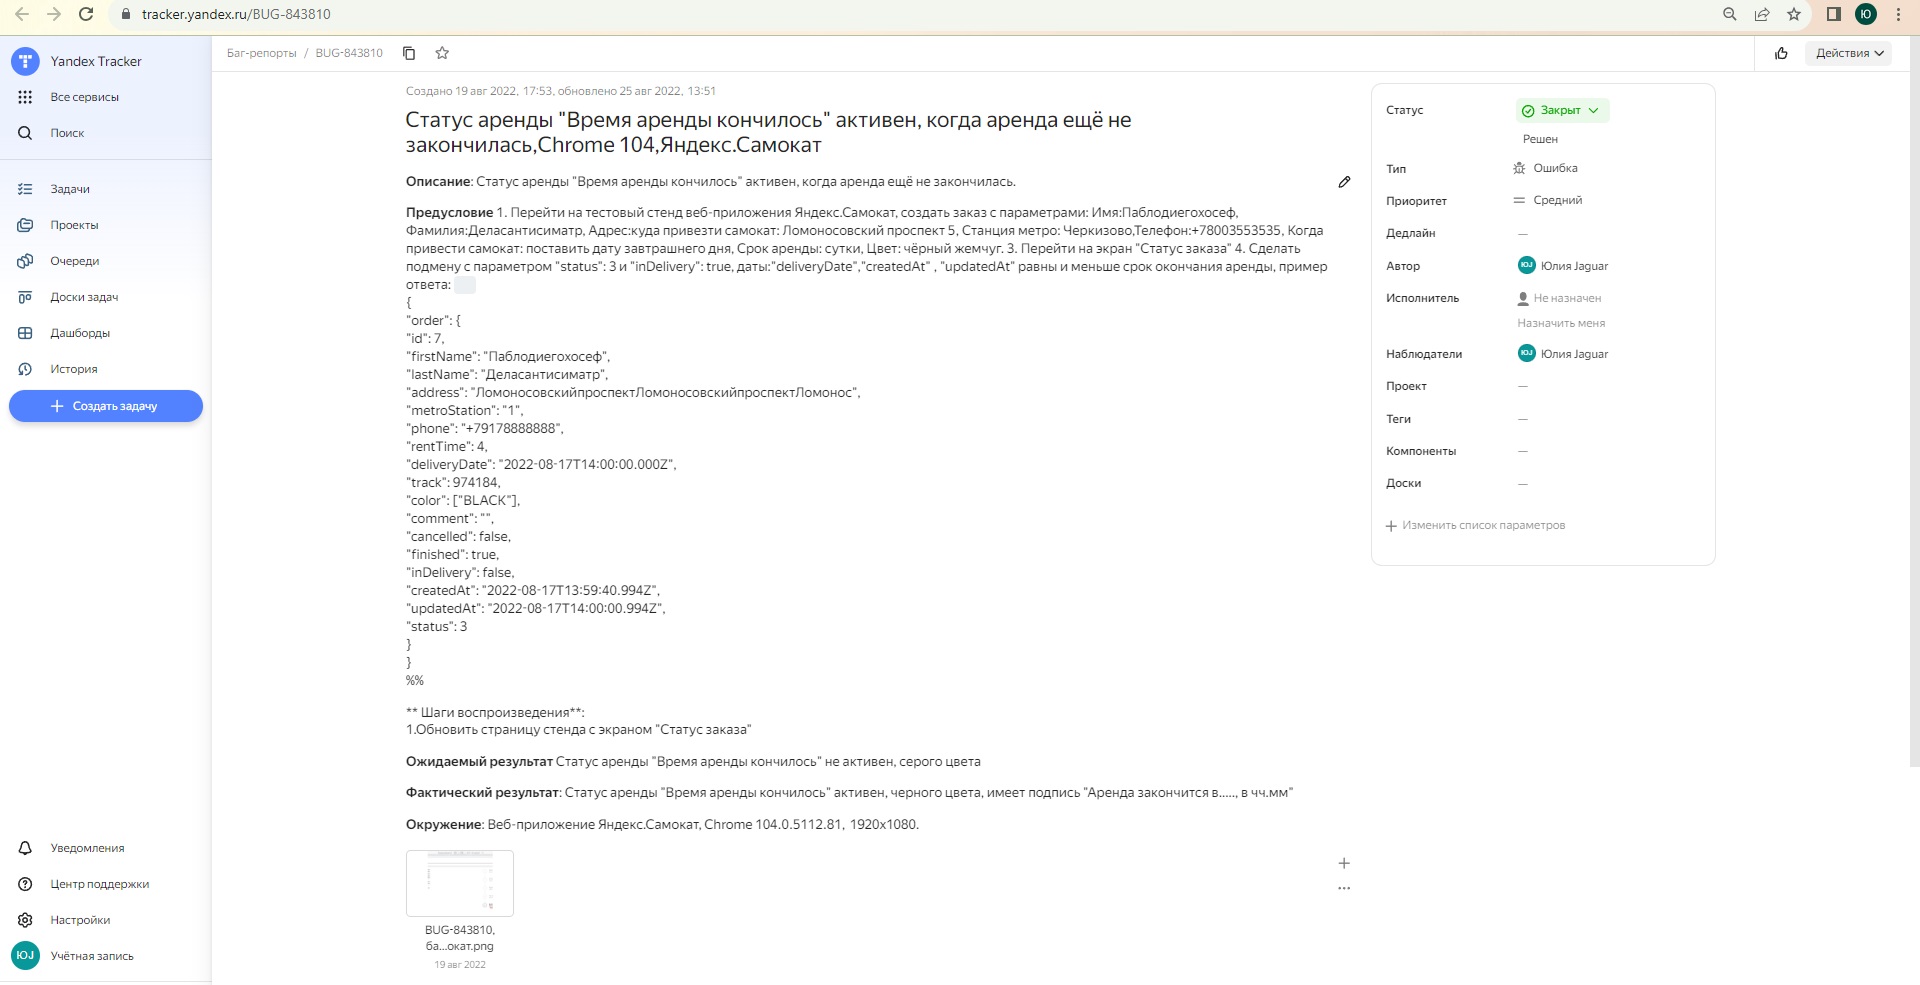 tracker.yandex.ru/BUG-843810
Ю
Yandex Tracker
Все сервисы
Поиск
Задачи
Проекты
Очереди
Доски задач
Дашборды
История
Создать задачу
Уведомления
Центр поддержки
Настройки
ЮJ Учётная запись
Баг-репорты / BUG-843810
Действия
Создано 19 авг 2022, 17:53, обновлено 25 авг 2022, 13:51
Статус аренды "Время аренды кончилось" активен, когда аренда ещё не
закончилась,Chrome 104,Яндекс.Самокат
Описание: Статус аренды "Время аренды кончилось" активен, когда аренда ещё не закончилась.
Предусловие 1. Перейти на тестовый стенд веб-приложения Яндекс.Самокат, создать заказ с параметрами: Имя:Паблодиегохосеф,
Фамилия:Деласантисиматр, Адрес:куда привезти самокат: Ломоносовский проспект 5, Станция метро: Черкизово,Телефон:+78003553535, Когда
привести самокат: поставить дату завтрашнего дня, Срок аренды: сутки, Цвет: чёрный жемчуг. 3. Перейти на экран "Статус заказа" 4. Сделать
подмену с параметром "status": 3 и "inDelivery": true, даты:"deliveryDate","createdAt" , "updatedAt" равны и меньше срок окончания аренды, пример
ответа:
{
"order": {
"id": 7,
"firstName": "Паблодиегохосеф",
"lastName": "Деласантисиматр",
"address": "ЛомоносовскийпроспектЛомоносовскийпроспектЛомонос",
"metroStation": "1",
"phone": "+79178888888",
"rentTime": 4,
"deliveryDate": "2022-08-17T14:00:00.000Z",
"track": 974184,
"color": ["BLACK"],
"comment": "",
"cancelled": false,
"finished": true,
"inDelivery": false,
"createdAt": "2022-08-17T13:59:40.994Z",
"updatedAt": "2022-08-17T14:00:00.994Z",
"status": 3
}
}
%%
** Шаги воспроизведения**:
1.Обновить страницу стенда с экраном "Статус заказа"
Ожидаемый результат Статус аренды "Время аренды кончилось" не активен, серого цвета
Фактический результат: Статус аренды "Время аренды кончилось" активен, черного цвета, имеет подпись "Аренда закончится в....., в чч.мм"
Окружение: Веб-приложение Яндекс.Самокат, Chrome 104.0.5112.81, 1920x1080.
BUG-843810,
ба...окат.png
19 авг 2022
Статус Закрыт
Решен
Тип Ошибка
Приоритет Средний
Дедлайн —
Автор ЮJ Юлия Jaguar
Исполнитель Не назначен
Назначить меня
Наблюдатели ЮJ Юлия Jaguar
Проект —
Теги —
Компоненты —
Доски —
Изменить список параметров